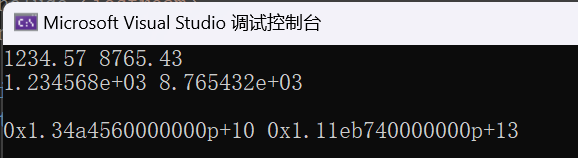 Microsoft Visual Studio 调试控制台
1234.57 8765.43
1.234568e+03 8.765432e+03
0x1.34a4560000000p+10 0x1.11eb740000000p+13